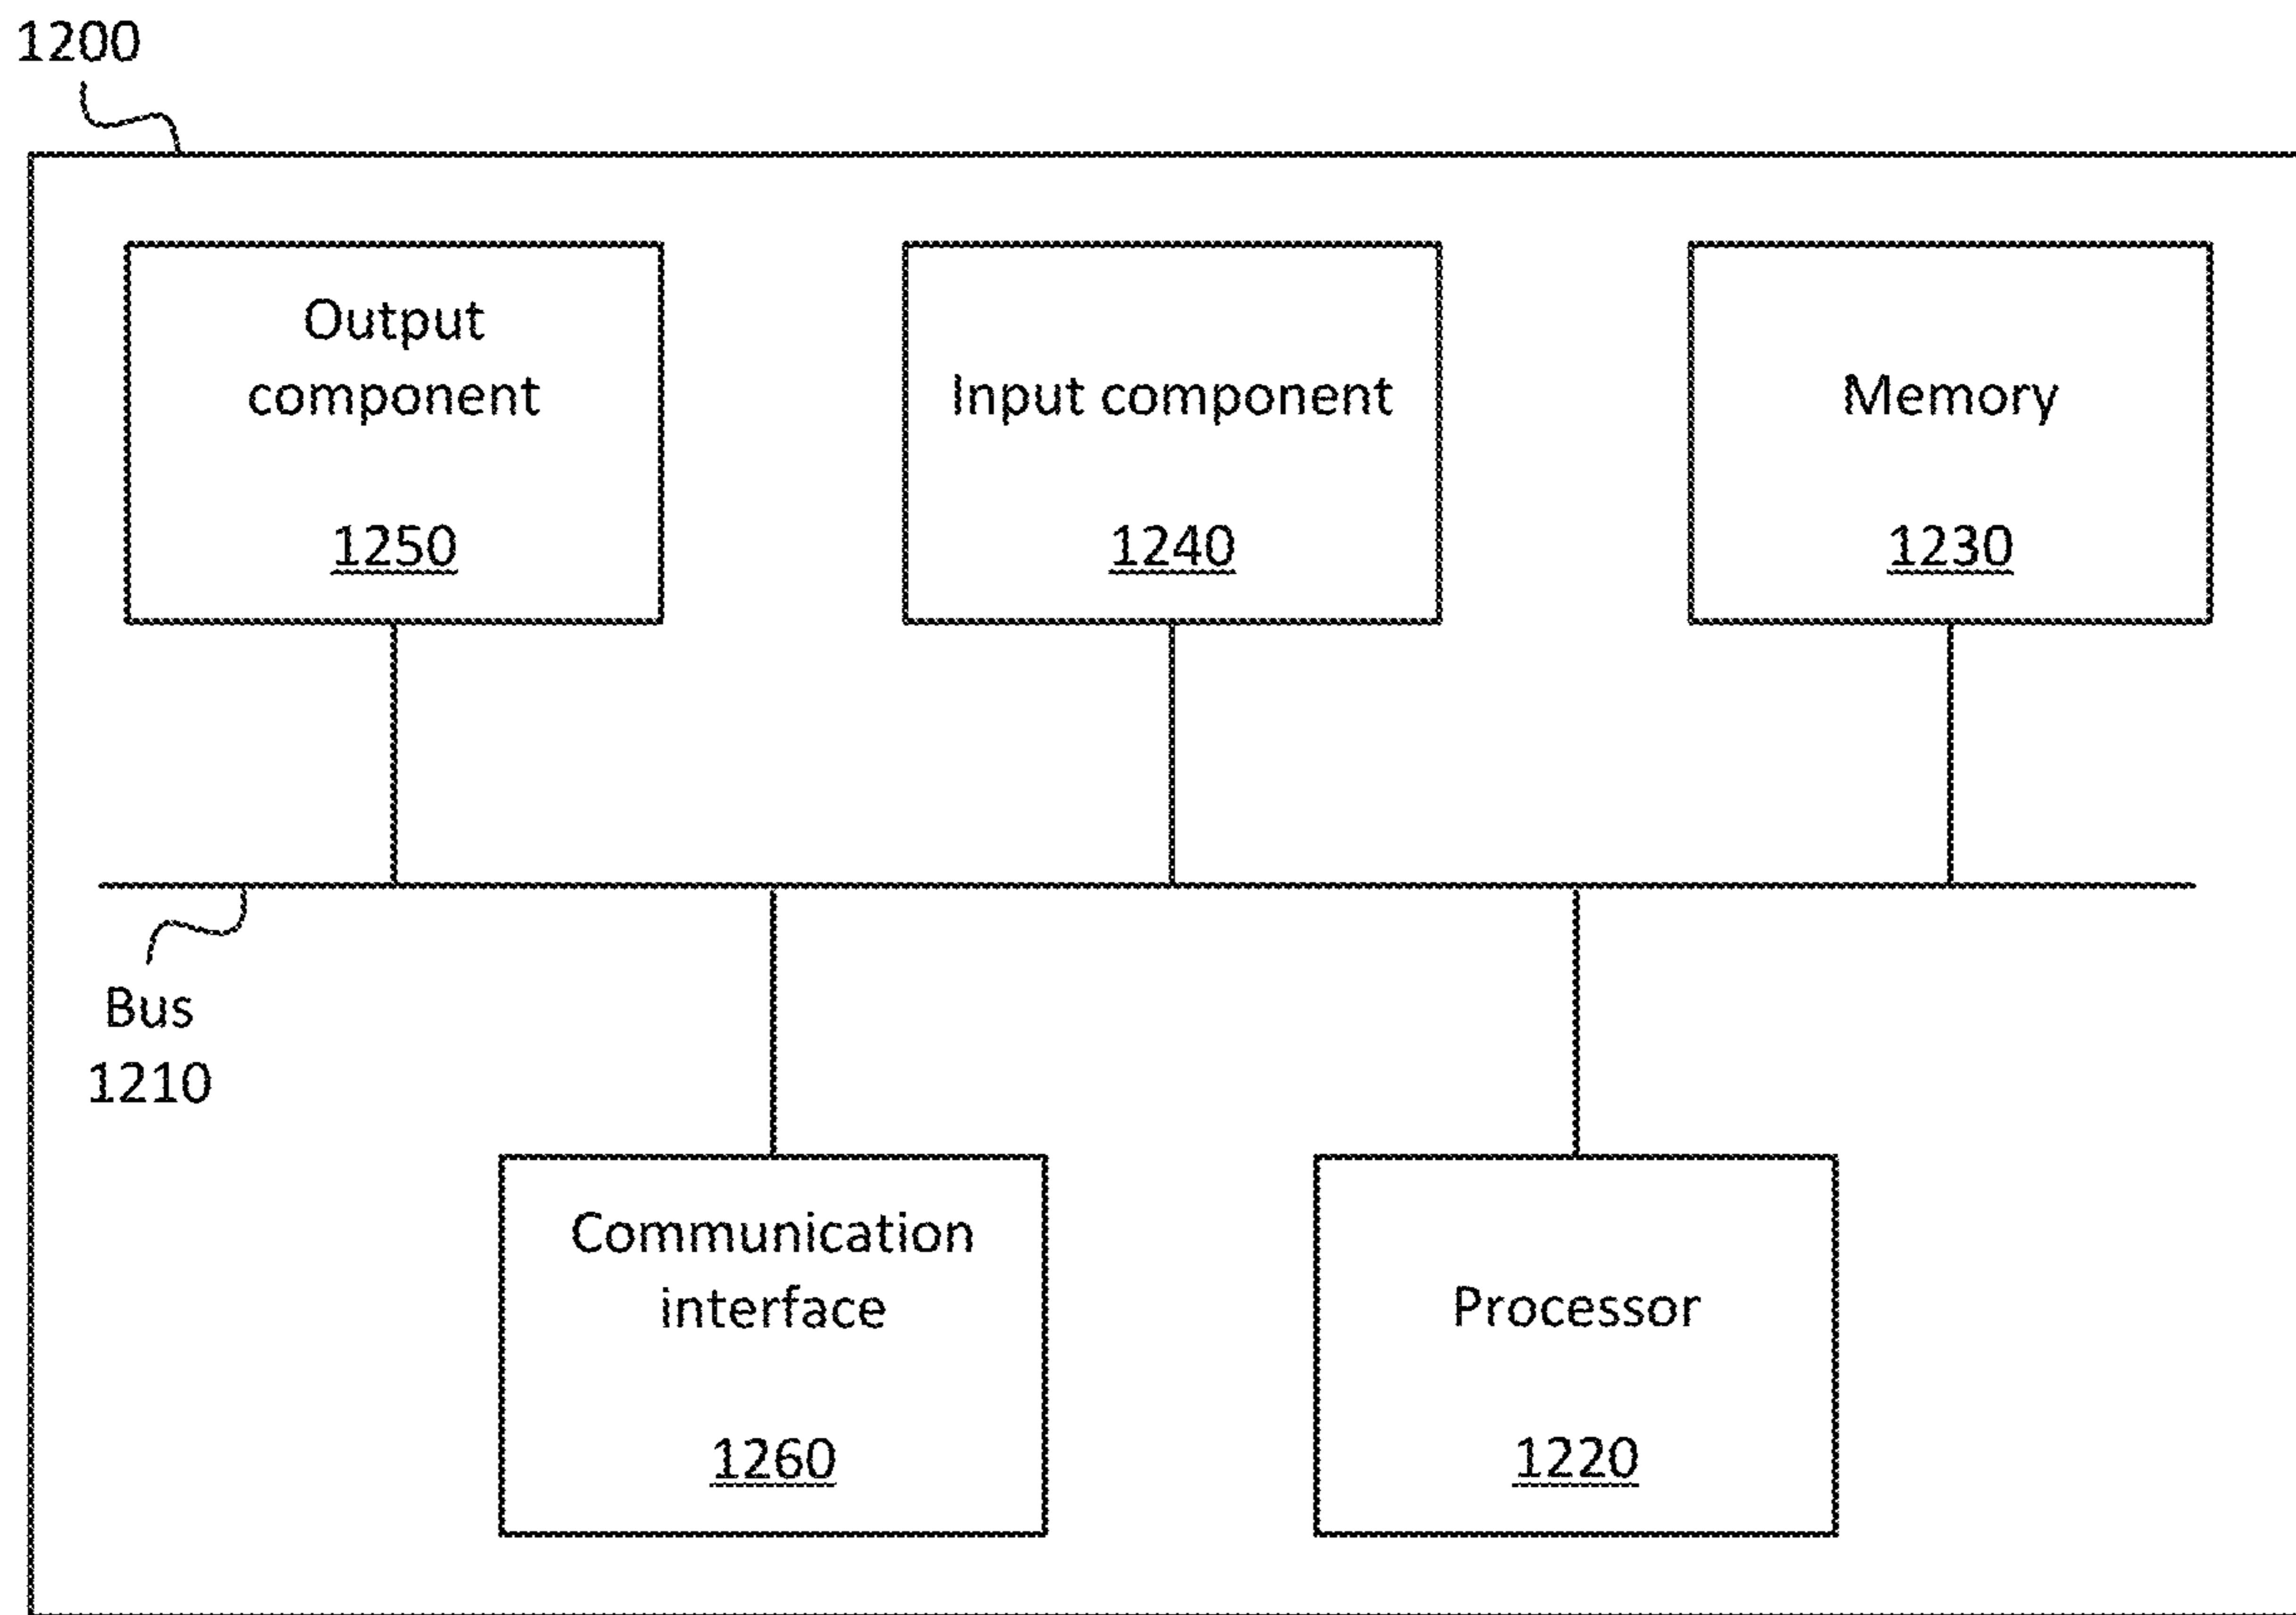 1200
Output
component
1250
Input component
1240
Memory
1230
Bus
1210
Communication
interface
1260
Processor
1220